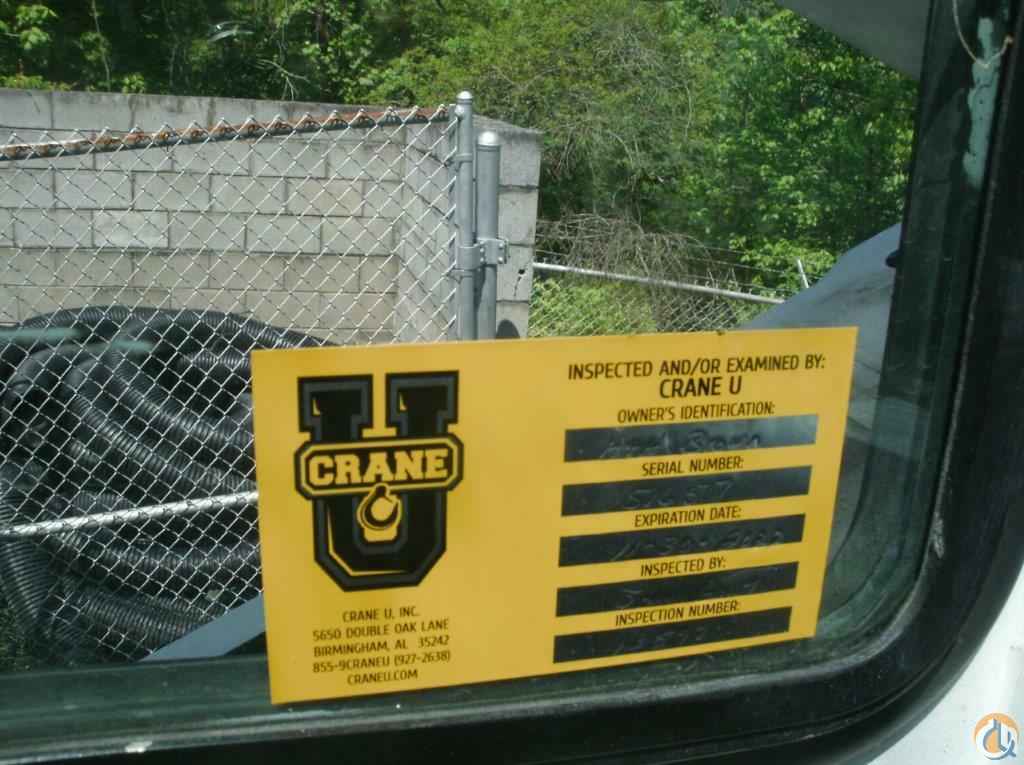 U
CRANE
CRANE U, INC.
5650 DOUBLE OAK LANE
BIRMINGHAM, AL 35242
855-9CRANEU (927-2638)
CRANEU.COM
INSPECTED AND/OR EXAMINED BY:
CRANE U
OWNER'S IDENTIFICATION:
SERIAL NUMBER:
EXPIRATION DATE:
INSPECTED BY:
INSPECTION NUMBER: